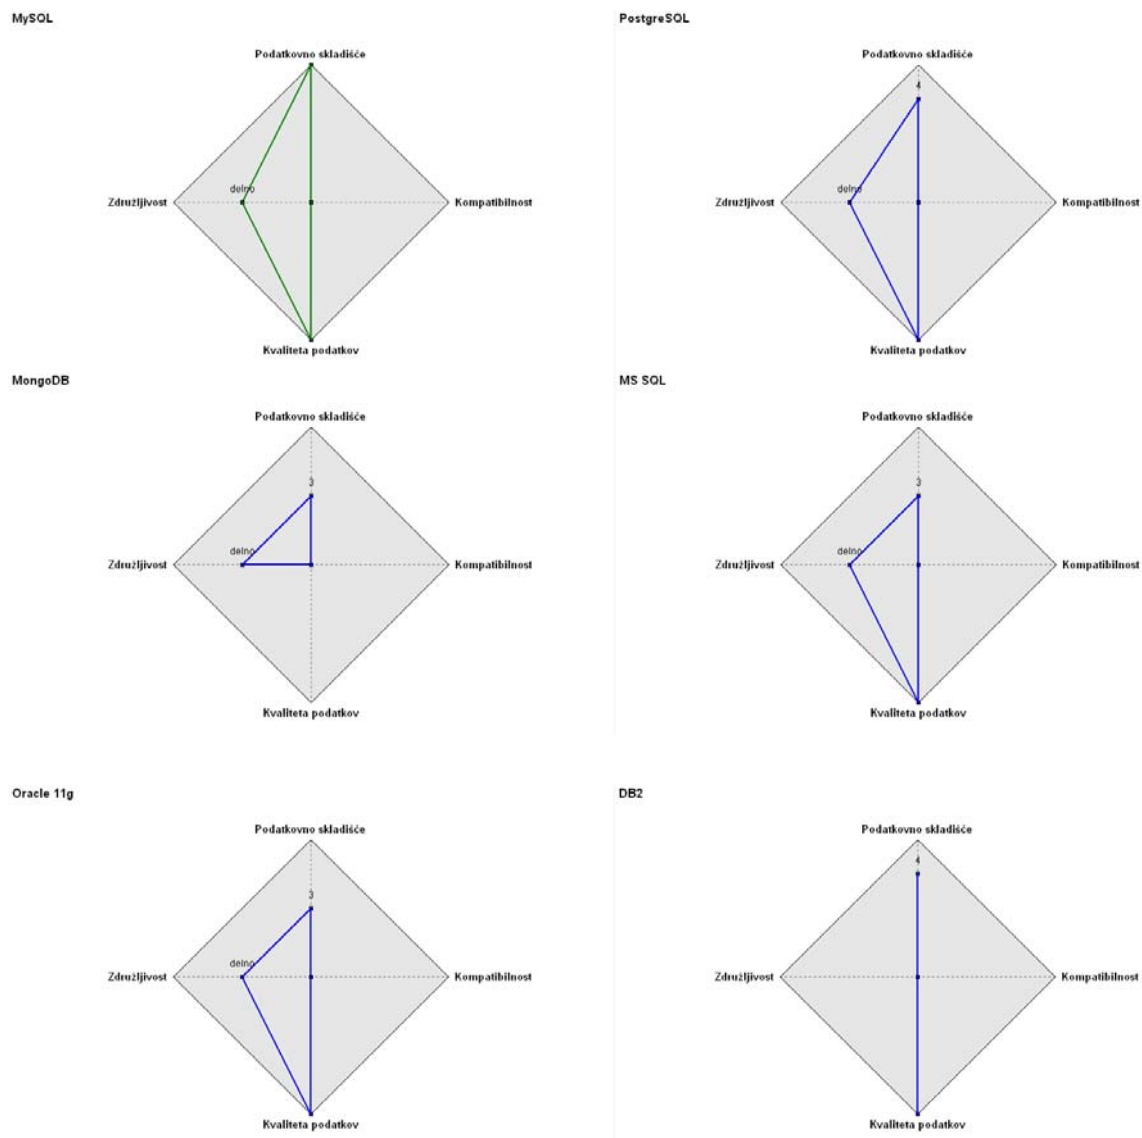 MySQL
Podatkovno skladišče
delno
Združljivost
Kompatibilnost
Kvaliteta podatkov
PostgreSQL
Podatkovno skladišče
4
delno
Združljivost
Kompatibilnost
Kvaliteta podatkov
MongoDB
Podatkovno skladišče
3
delno
Združljivost
Kompatibilnost
Kvaliteta podatkov
MS SQL
Podatkovno skladišče
3
delno
Združljivost
Kompatibilnost
Kvaliteta podatkov
Oracle 11g
Podatkovno skladišče
3
delno
Združljivost
Kompatibilnost
Kvaliteta podatkov
DB2
Podatkovno skladišče
4
Združljivost
Kompatibilnost
Kvaliteta podatkov